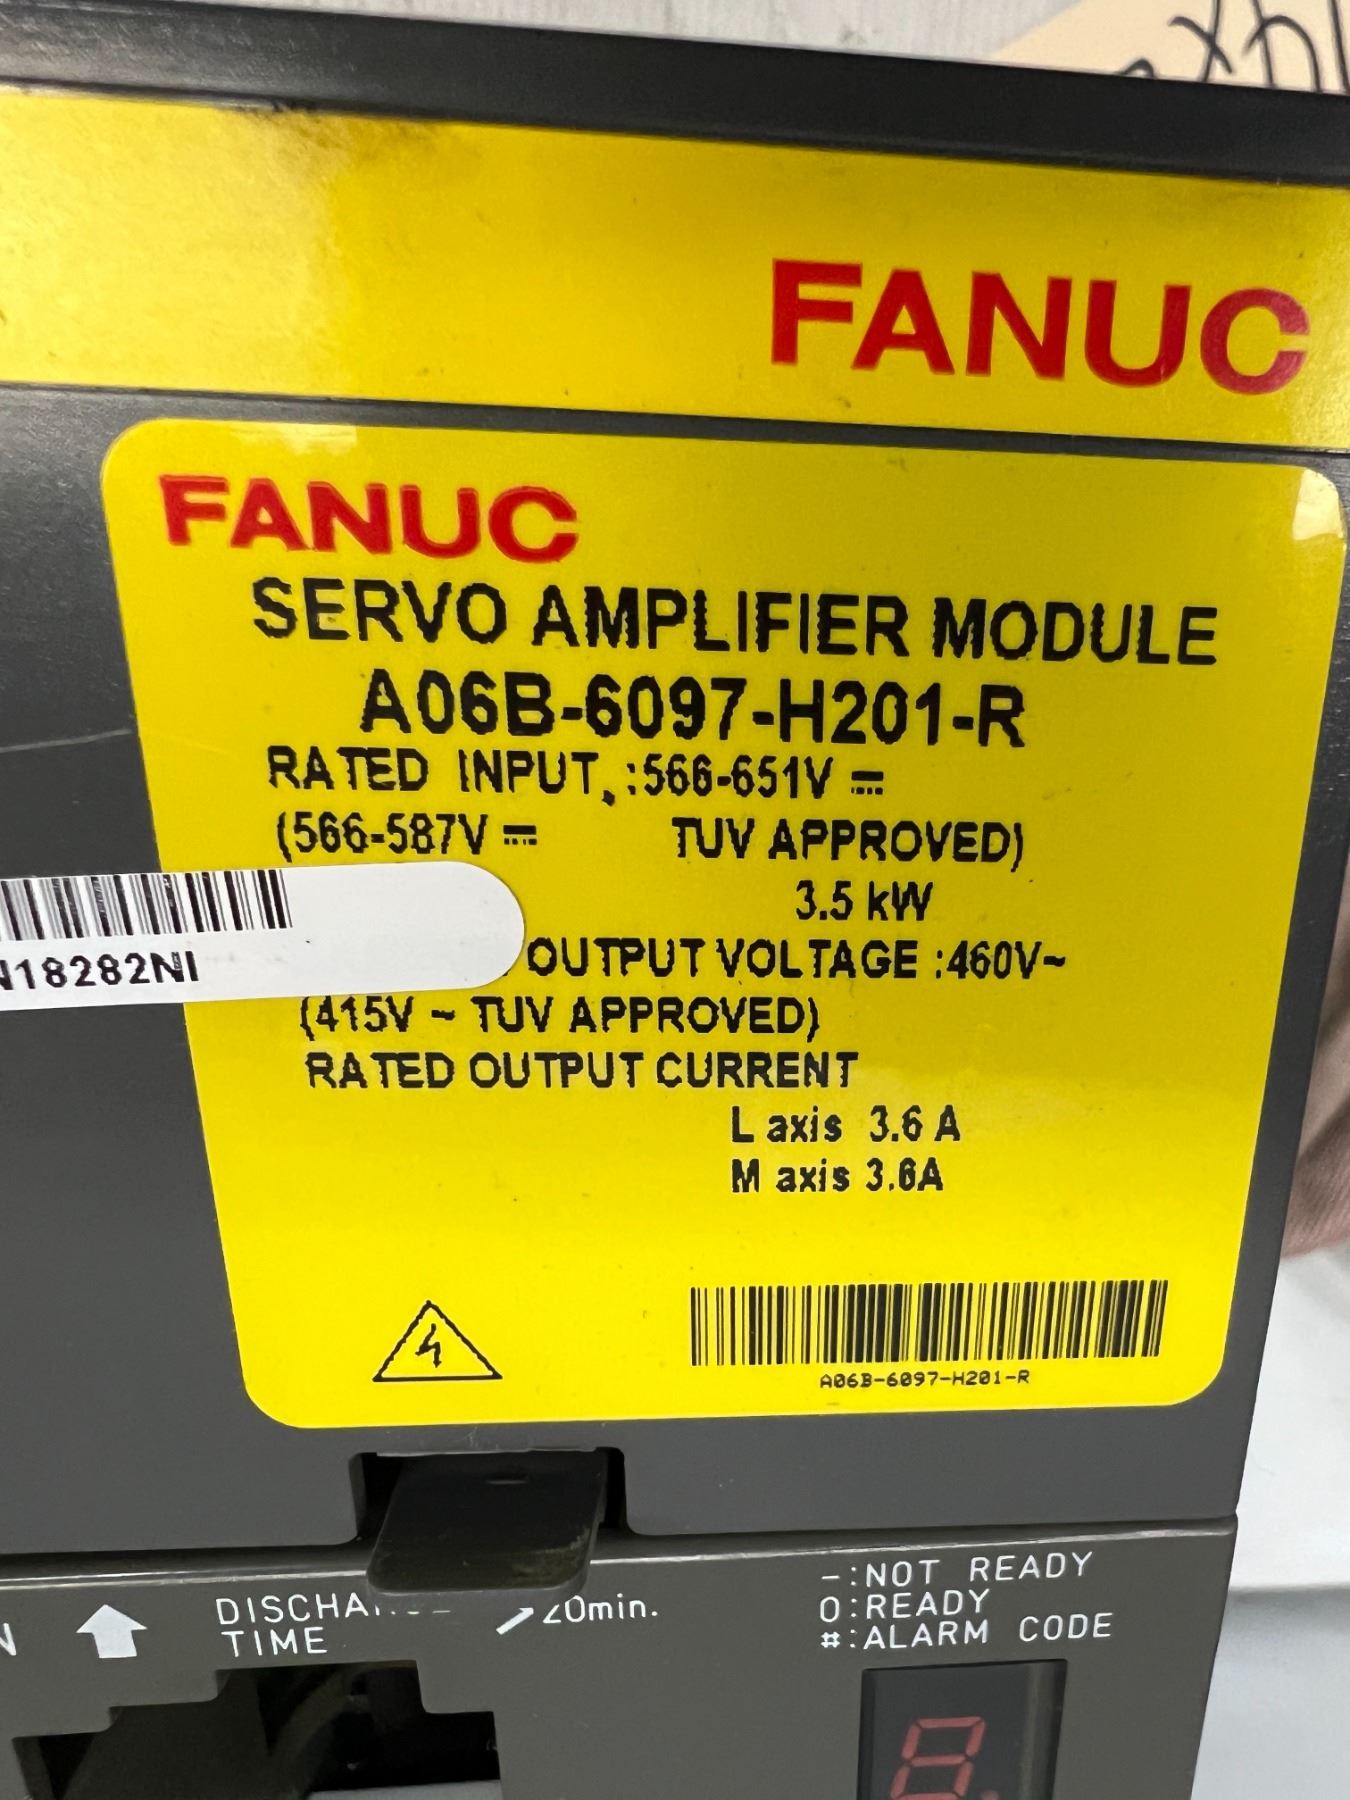 FANUC
FANUC
SERVO AMPLIFIER MODULE
A06B-6097-H201-R
RATED INPUT :566-651V ⎓
(566-587V ⎓ TUV APPROVED)
3.5 kW
OUTPUT VOLTAGE :460V~
N18282NI
(415V ~ TUV APPROVED)
RATED OUTPUT CURRENT
L axis 3.6 A
M axis 3.6A
A06B-6097-H201-R
-:NOT READY
0:READY
#:ALARM CODE
TIME
20min.
8.